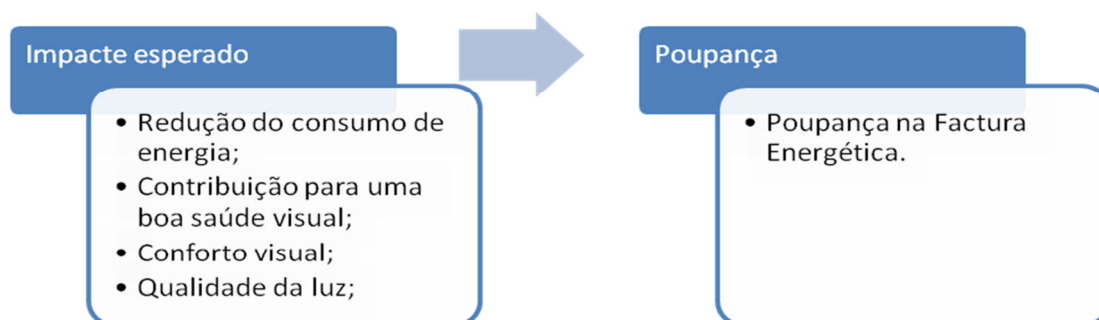 Impacte esperado
• Redução do consumo de
energia;
• Contribuição para uma
boa saúde visual;
• Conforto visual;
• Qualidade da luz;
Poupança
• Poupança na Factura
Energética.